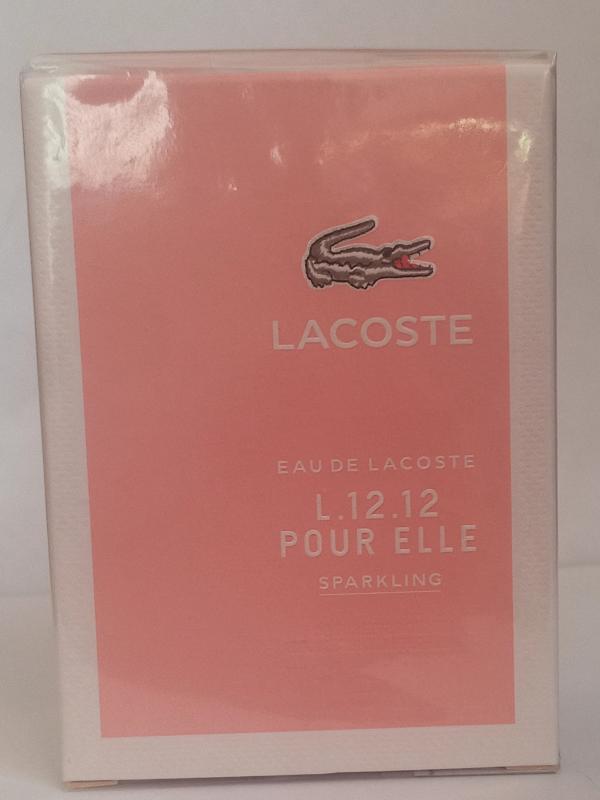 LACOSTE
EAU DE LACOSTE
L.12.12
POUR ELLE
SPARKLING